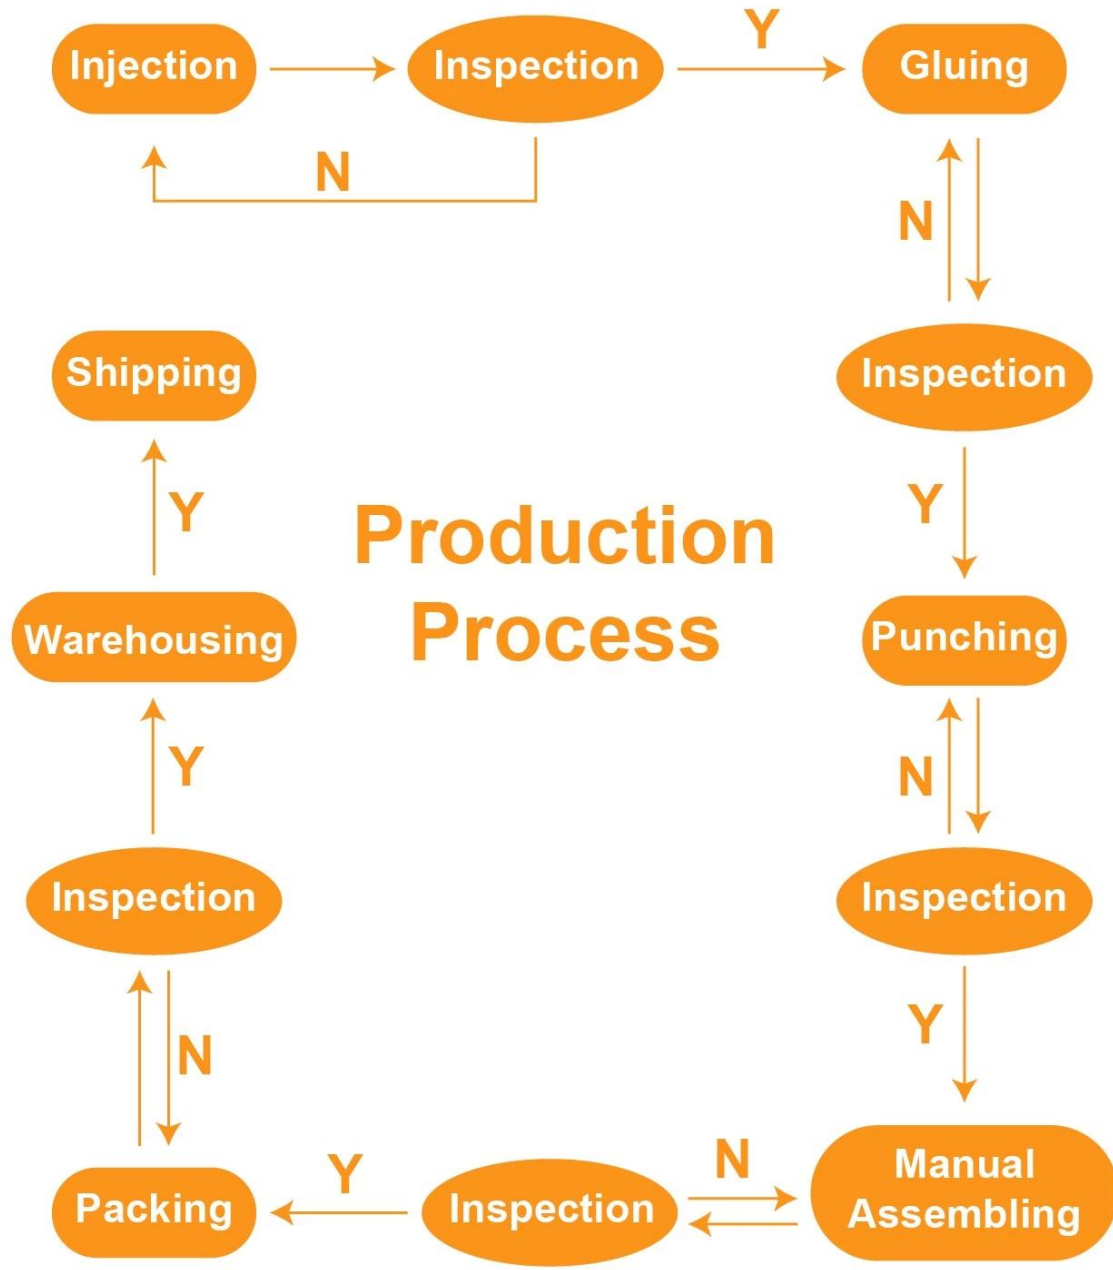 Injection
Inspection
Y
Gluing
N
N
Inspection
Y
Punching
N
Inspection
Y
Manual
Assembling
N
Inspection
Y
Packing
N
Inspection
Y
Warehousing
Y
Shipping
Production
Process